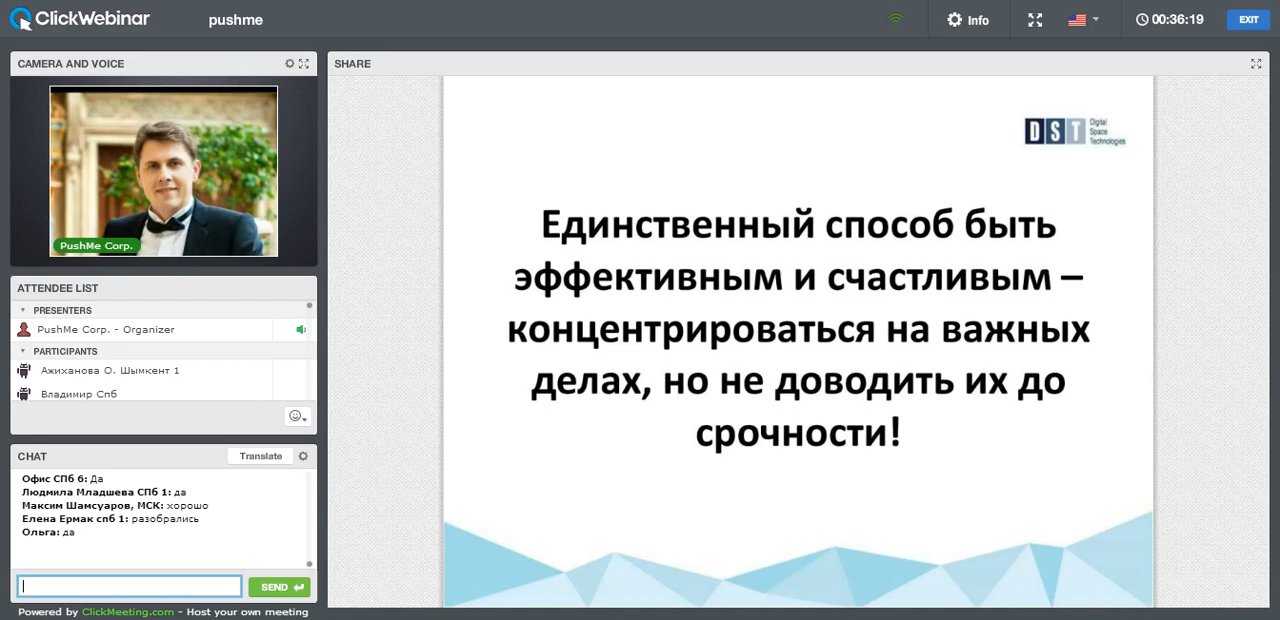 ClickWebinar
pushme
Info
00:36:19
EXIT
CAMERA AND VOICE
PushMe Corp.
ATTENDEE LIST
PRESENTERS
PushMe Corp. - Organizer
PARTICIPANTS
Ажиханова О. Шымкент 1
Владимир Спб
CHAT
Translate
Офис СПб 6: Да
Людмила Младшева СПб 1: да
Максим Шамсуаров, МСК: хорошо
Елена Ермак спб 1: разобрались
Ольга: да
SEND
Powered by ClickMeeting.com - Host your own meeting
SHARE
DST Digital
Space
Technologies
Единственный способ быть
эффективным и счастливым –
концентрироваться на важных
делах, но не доводить их до
срочности!